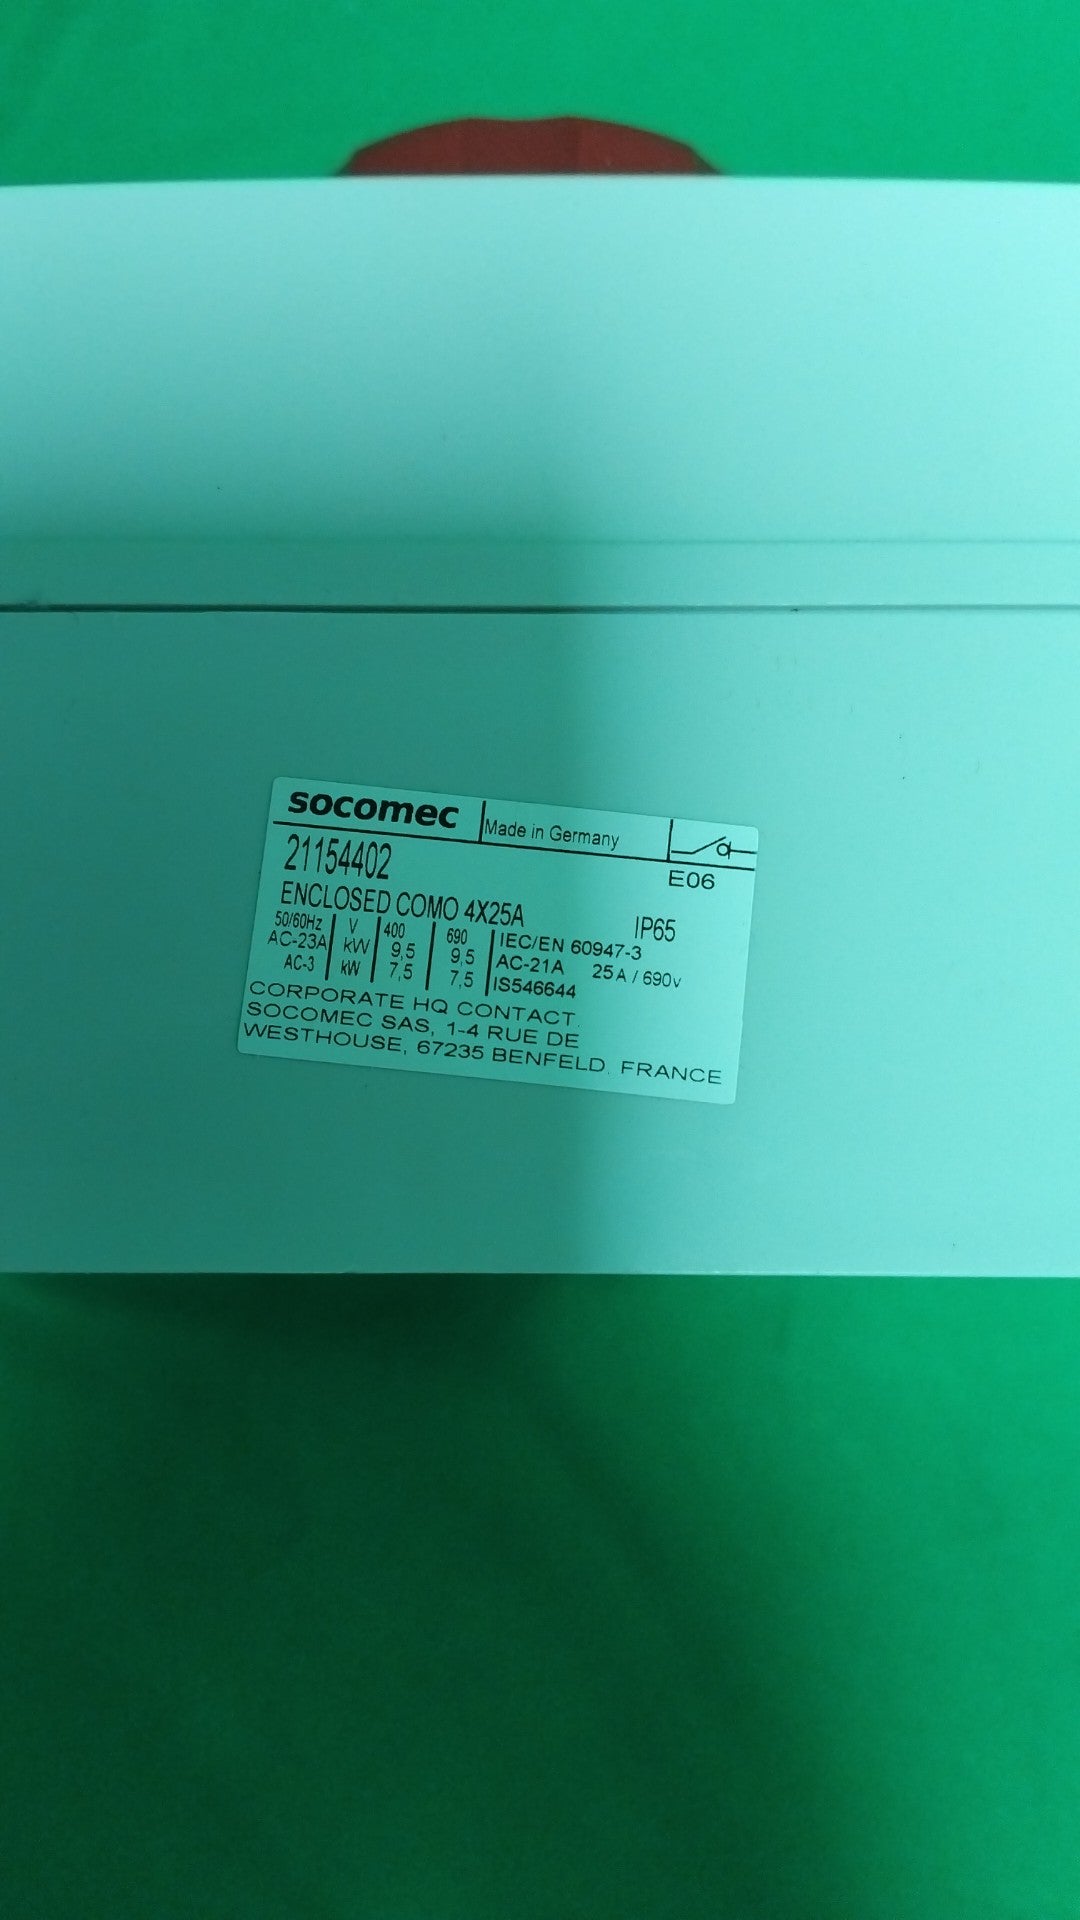 socomec Made in Germany
21154402 E06
ENCLOSED COMO 4X25A IP65
50/60Hz V 400 690 IEC/EN 60947-3
AC-23A kW 9,5 9,5 AC-21A 25A / 690v
AC-3 kW 7,5 7,5 IS546644
CORPORATE HQ CONTACT.
SOCOMEC SAS, 1-4 RUE DE
WESTHOUSE, 67235 BENFELD. FRANCE